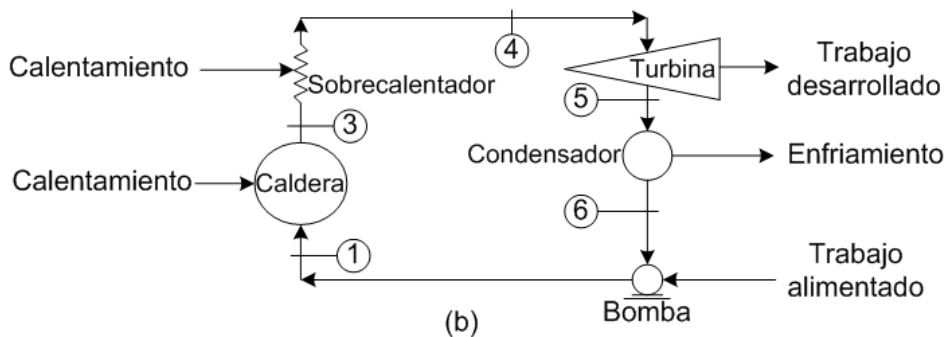 4
Calentamiento
Sobrecalentador
Turbina
Trabajo
desarrollado
5
3
Condensador
Enfriamiento
Calentamiento
Caldera
6
1
Trabajo
alimentado
Bomba
(b)